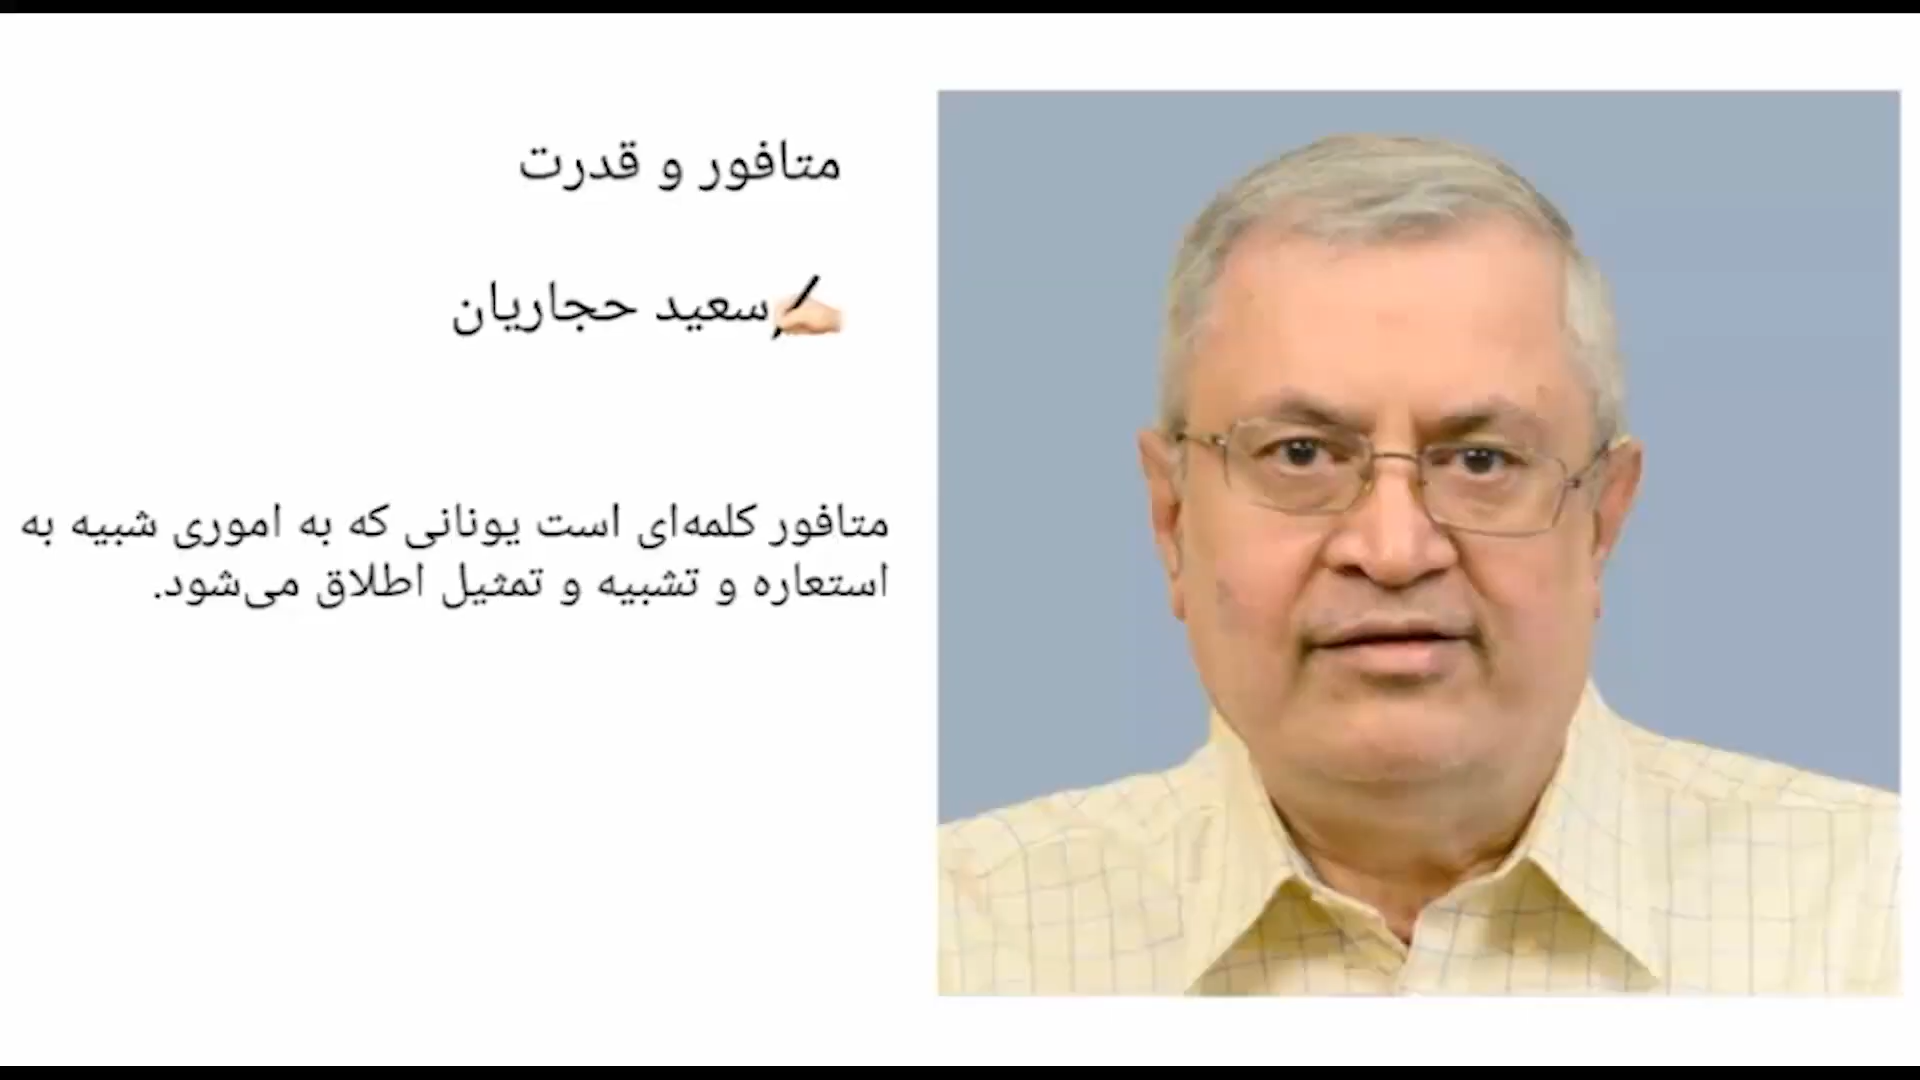 متافور و قدرت
✍🏻سعید حجاریان
متافور کلمه‌ای است یونانی که به اموری شبیه به
استعاره و تشبیه و تمثیل اطلاق می‌شود.